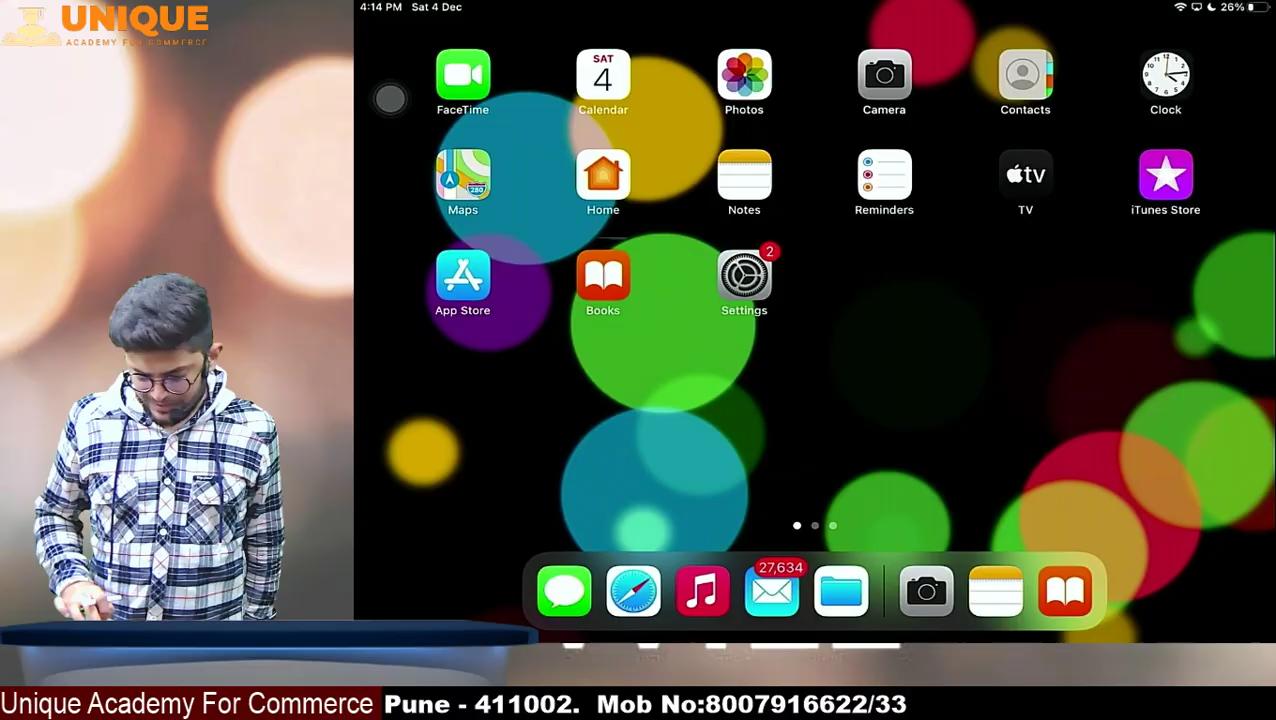 UNIQUE
ACADEMY FOR COMMERCE
4:14 PM Sat 4 Dec
26%
SAT
4
FaceTime
Calendar
Photos
Camera
Contacts
Clock
280
tv
Maps
Home
Notes
Reminders
TV
iTunes Store
2
App Store
Books
Settings
27,634
Unique Academy For Commerce
Pune - 411002. Mob No:8007916622/33